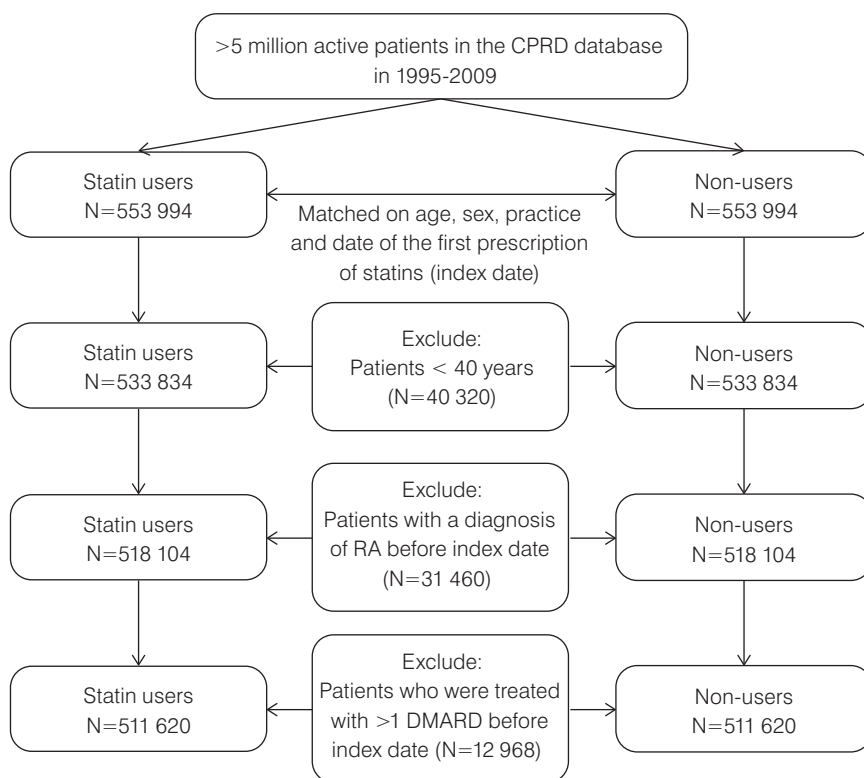 >5 million active patients in the CPRD database
in 1995-2009
Statin users
N=553 994
Matched on age, sex, practice
and date of the first prescription
of statins (index date)
Non-users
N=553 994
Statin users
N=533 834
Exclude:
Patients < 40 years
(N=40 320)
Non-users
N=533 834
Statin users
N=518 104
Exclude:
Patients with a diagnosis
of RA before index date
(N=31 460)
Non-users
N=518 104
Statin users
N=511 620
Exclude:
Patients who were treated
with >1 DMARD before
index date (N=12 968)
Non-users
N=511 620